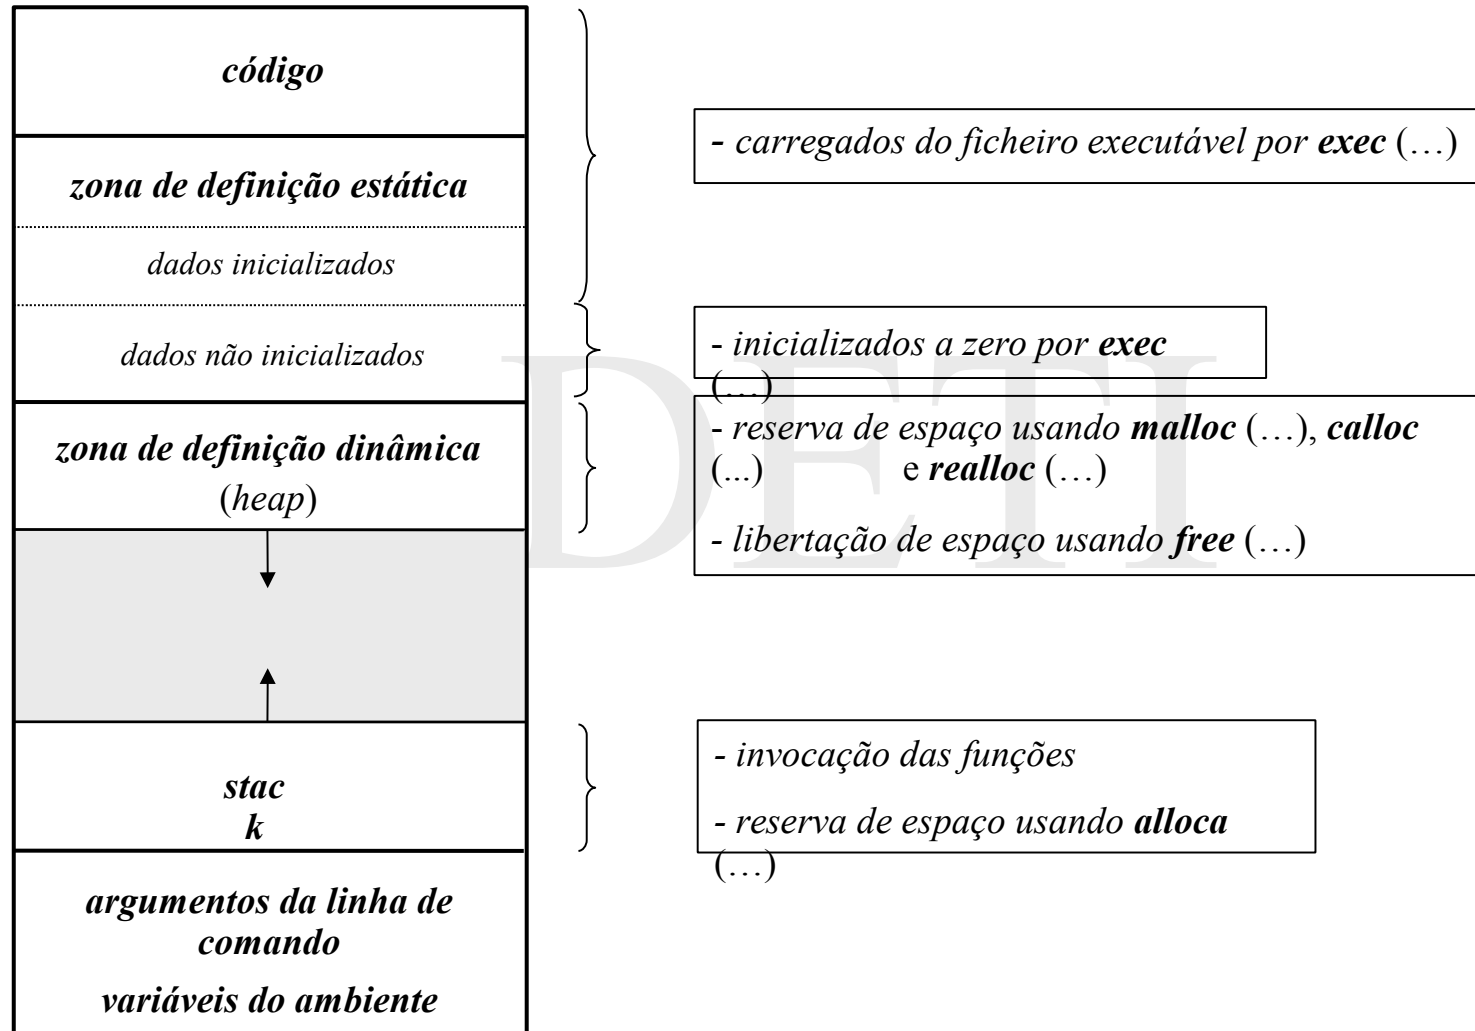 código
- carregados do ficheiro executável por exec (…)
zona de definição estática
dados inicializados
dados não inicializados
- inicializados a zero por exec
(…)
zona de definição dinâmica
(heap)
- reserva de espaço usando malloc (…), calloc
(...) e realloc (…)
- libertação de espaço usando free (…)
DETI
stac
k
- invocação das funções
- reserva de espaço usando alloca
(…)
argumentos da linha de
comando
variáveis do ambiente